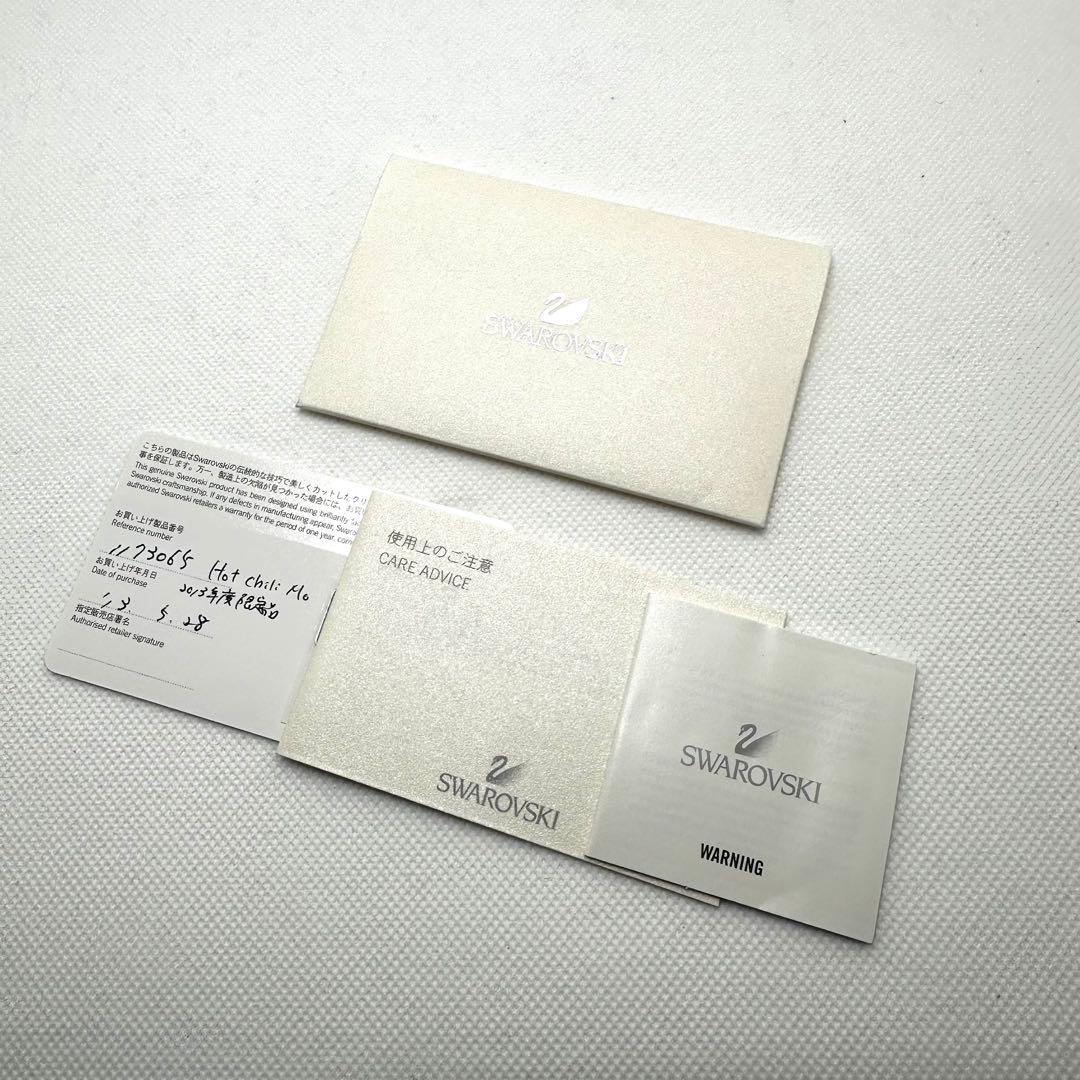 SWAROVSKI
こちらの製品はSwarovskiの伝統的な技巧で美しくカットしたクリ
事を保証します。万一、製造上の欠陥が見つかった場合には、お買い
This genuine Swarovski product has been designed using brilliantly
Swarovski craftsmanship. If any defects in manufacturing appear, Swarov
authorized Swarovski retailers a warranty for the period of one year. com
お買い上げ製品番号
Reference number
1173065 Hot Chili Mo
お買い上げ年月日
Date of purchase
2013年度限定品
'13. 5. 28
指定販売店署名
Authorised retailer signature
使用上のご注意
CARE ADVICE
SWAROVSKI
SWAROVSKI
WARNING